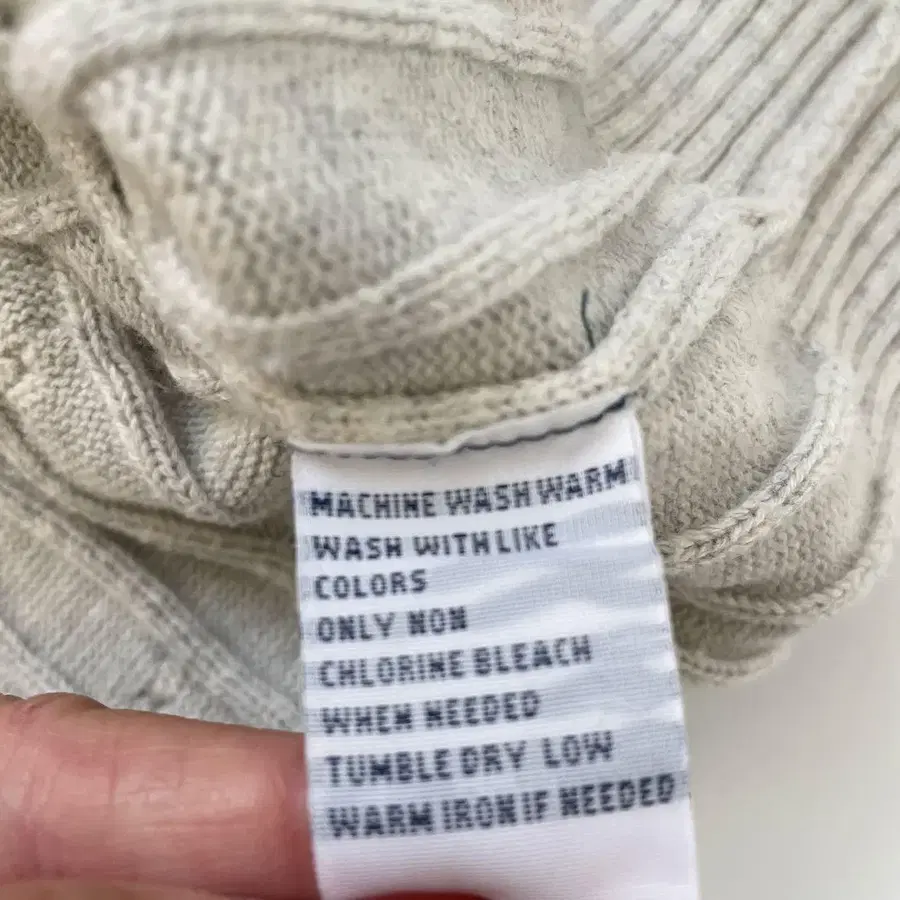 MACHINE WASH WARM
WASH WITH LIKE
COLORS
ONLY NON
CHLORINE BLEACH
WHEN NEEDED
TUMBLE DRY LOW
WARM IRON IF NEEDED